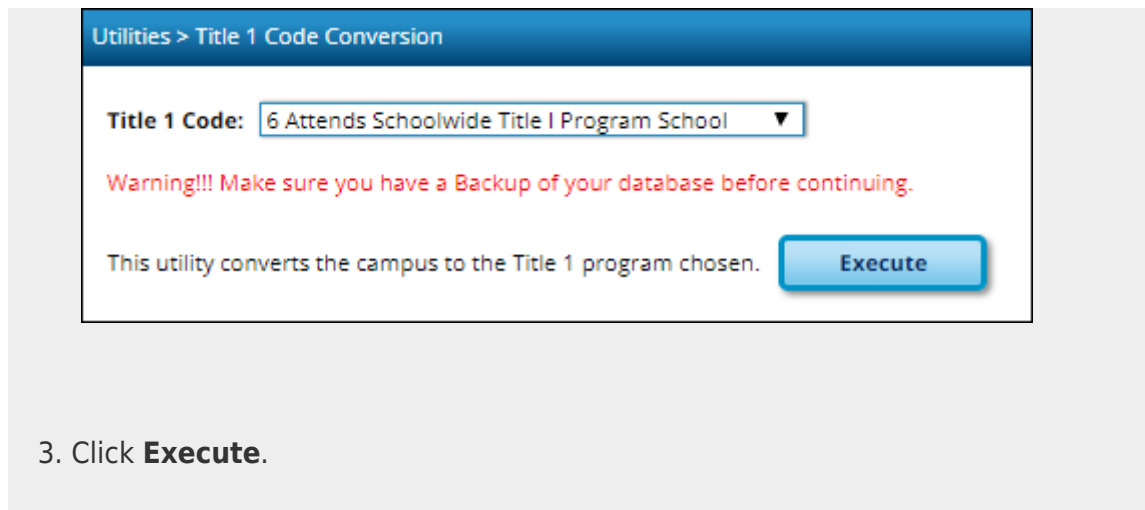 Utilities > Title 1 Code Conversion
Title 1 Code: 6 Attends Schoolwide Title I Program School ▼
Warning!!! Make sure you have a Backup of your database before continuing.
This utility converts the campus to the Title 1 program chosen. Execute
3. Click Execute.